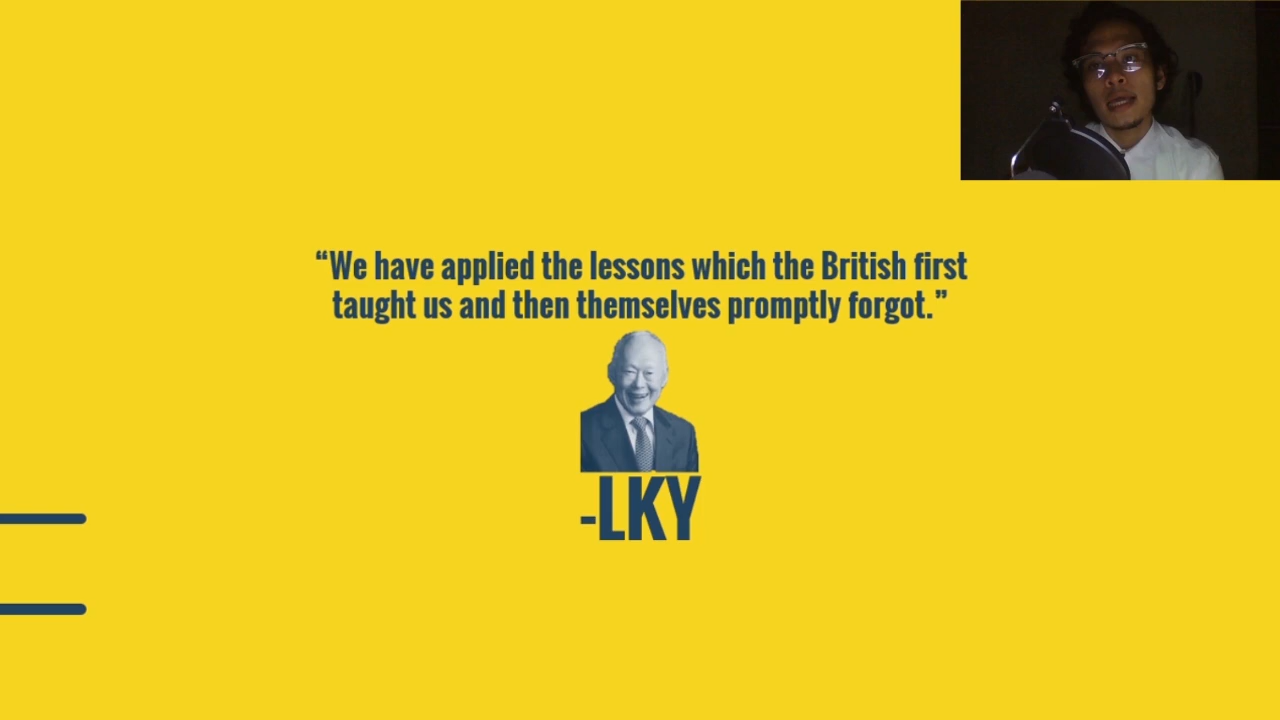 “We have applied the lessons which the British first
taught us and then themselves promptly forgot.”
-LKY